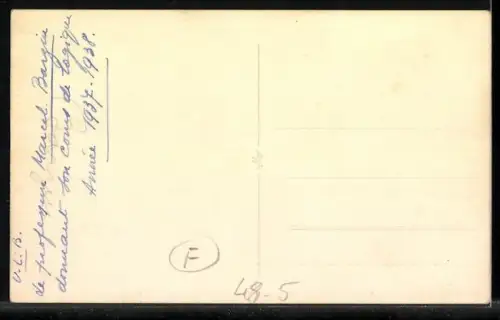 U.L.B.
Le professeur Marcel Barzin
donnant son cours de logique
Année 1937-1938.
F
48-5